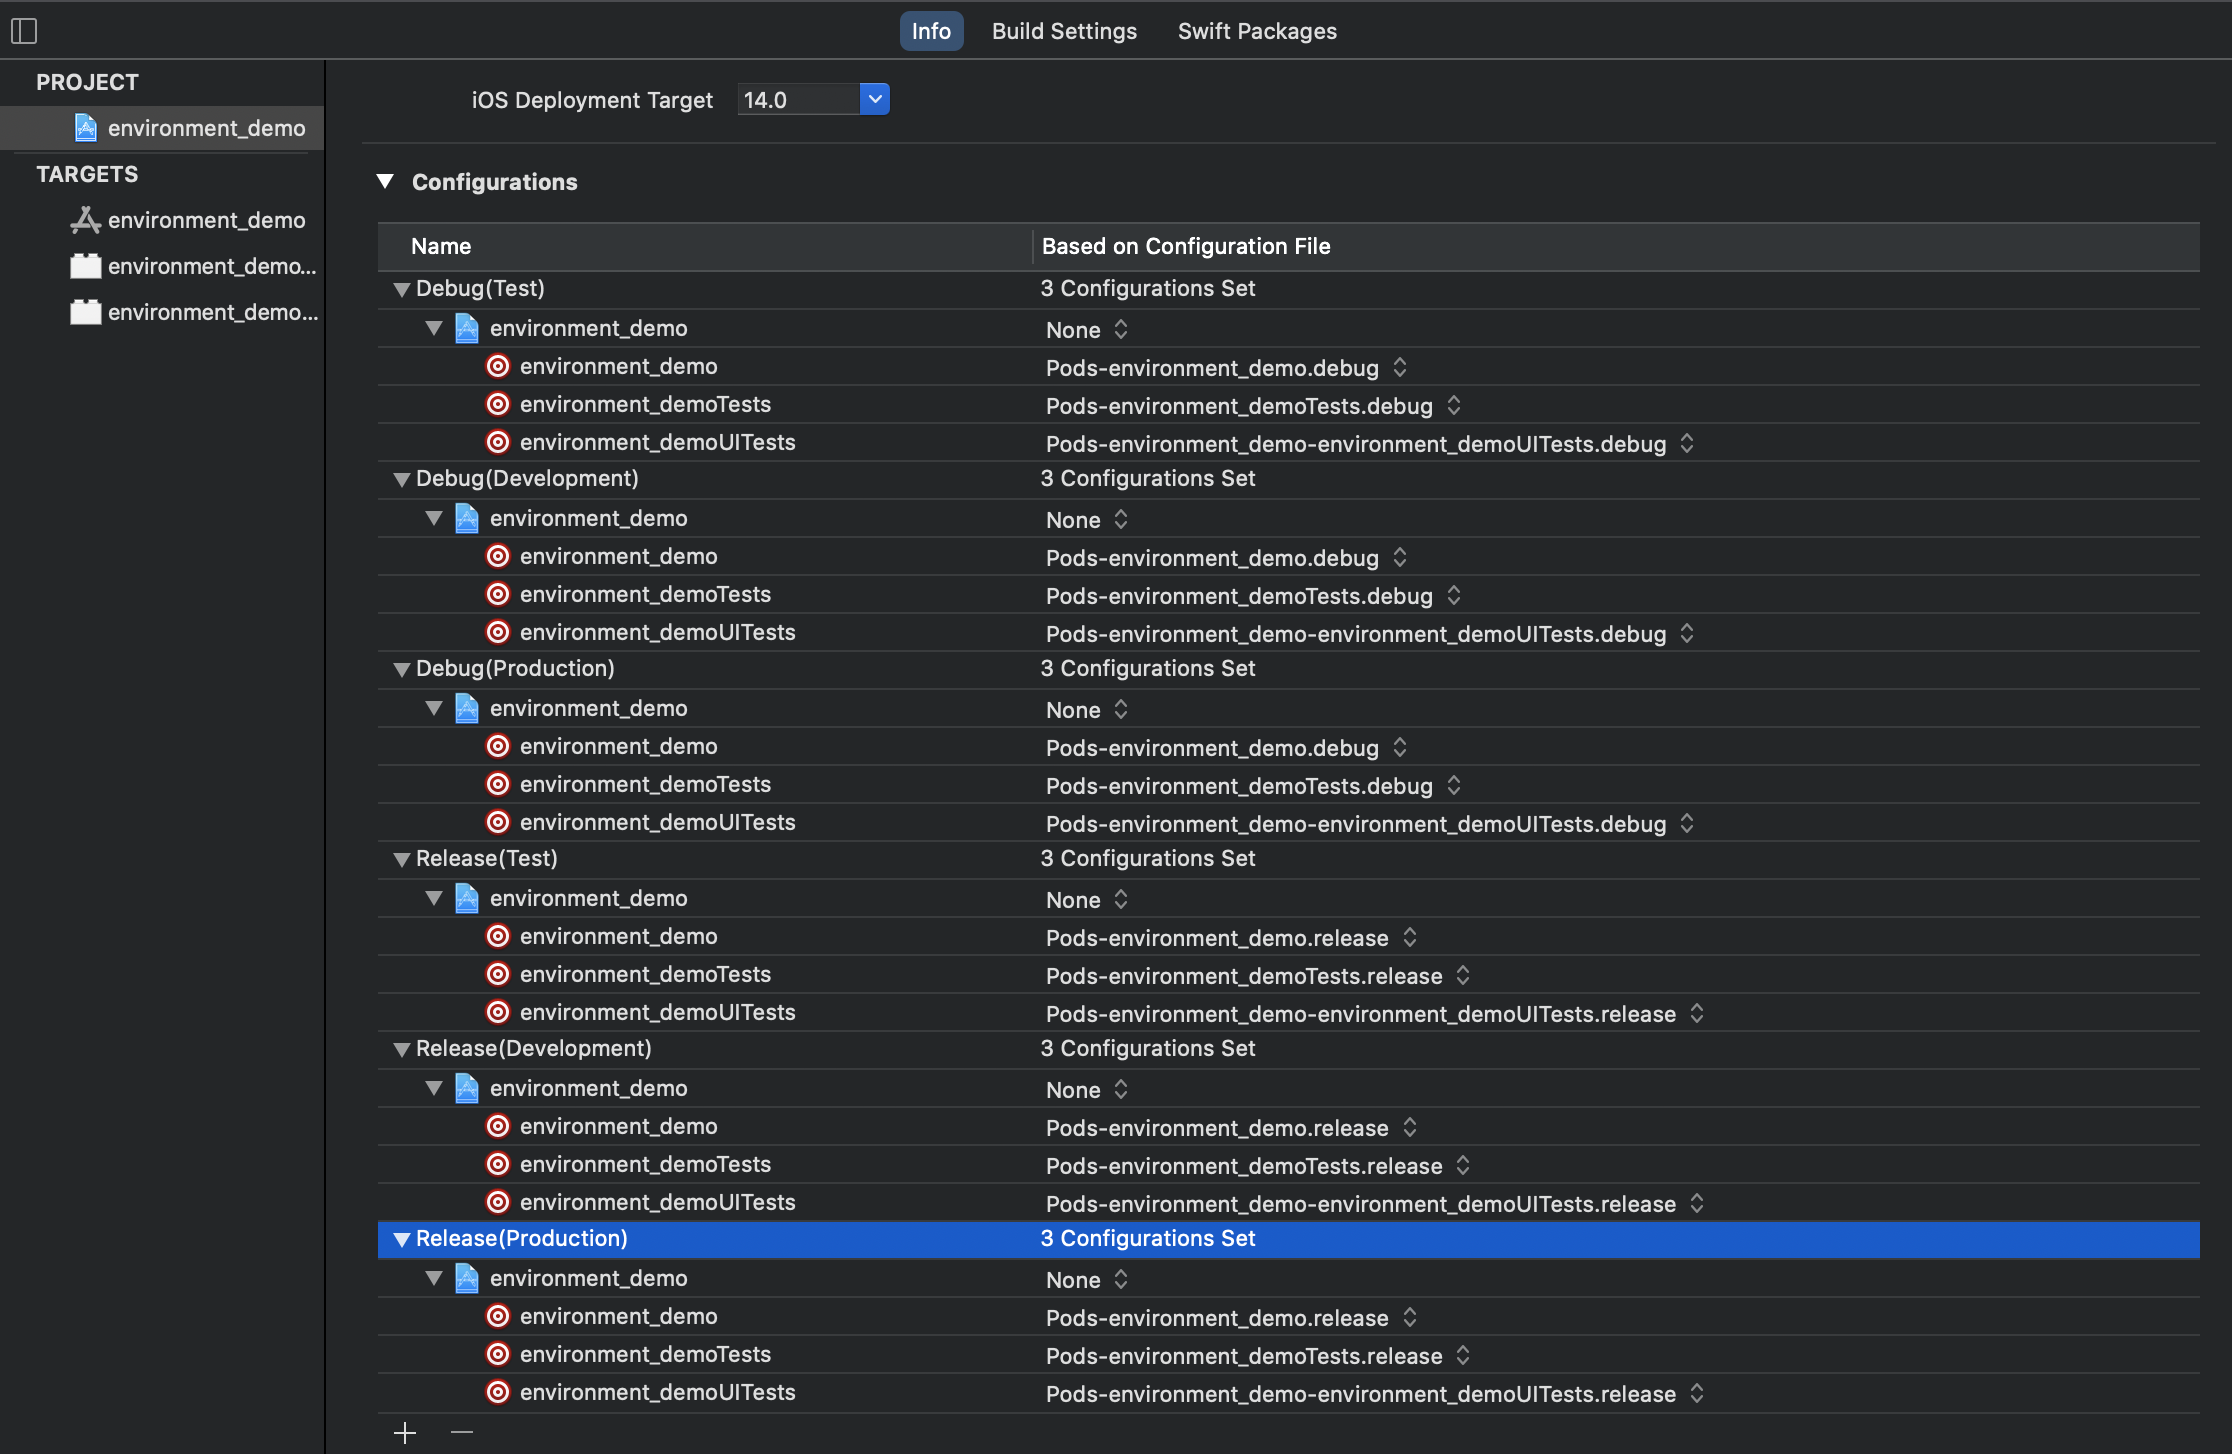 Info Build Settings Swift Packages
PROJECT
environment_demo
TARGETS
environment_demo
environment_demo...
environment_demo...
iOS Deployment Target 14.0
Configurations
Name Based on Configuration File
Debug(Test) 3 Configurations Set
environment_demo None
environment_demo Pods-environment_demo.debug
environment_demoTests Pods-environment_demoTests.debug
environment_demoUITests Pods-environment_demo-environment_demoUITests.debug
Debug(Development) 3 Configurations Set
environment_demo None
environment_demo Pods-environment_demo.debug
environment_demoTests Pods-environment_demoTests.debug
environment_demoUITests Pods-environment_demo-environment_demoUITests.debug
Debug(Production) 3 Configurations Set
environment_demo None
environment_demo Pods-environment_demo.debug
environment_demoTests Pods-environment_demoTests.debug
environment_demoUITests Pods-environment_demo-environment_demoUITests.debug
Release(Test) 3 Configurations Set
environment_demo None
environment_demo Pods-environment_demo.release
environment_demoTests Pods-environment_demoTests.release
environment_demoUITests Pods-environment_demo-environment_demoUITests.release
Release(Development) 3 Configurations Set
environment_demo None
environment_demo Pods-environment_demo.release
environment_demoTests Pods-environment_demoTests.release
environment_demoUITests Pods-environment_demo-environment_demoUITests.release
Release(Production) 3 Configurations Set
environment_demo None
environment_demo Pods-environment_demo.release
environment_demoTests Pods-environment_demoTests.release
environment_demoUITests Pods-environment_demo-environment_demoUITests.release